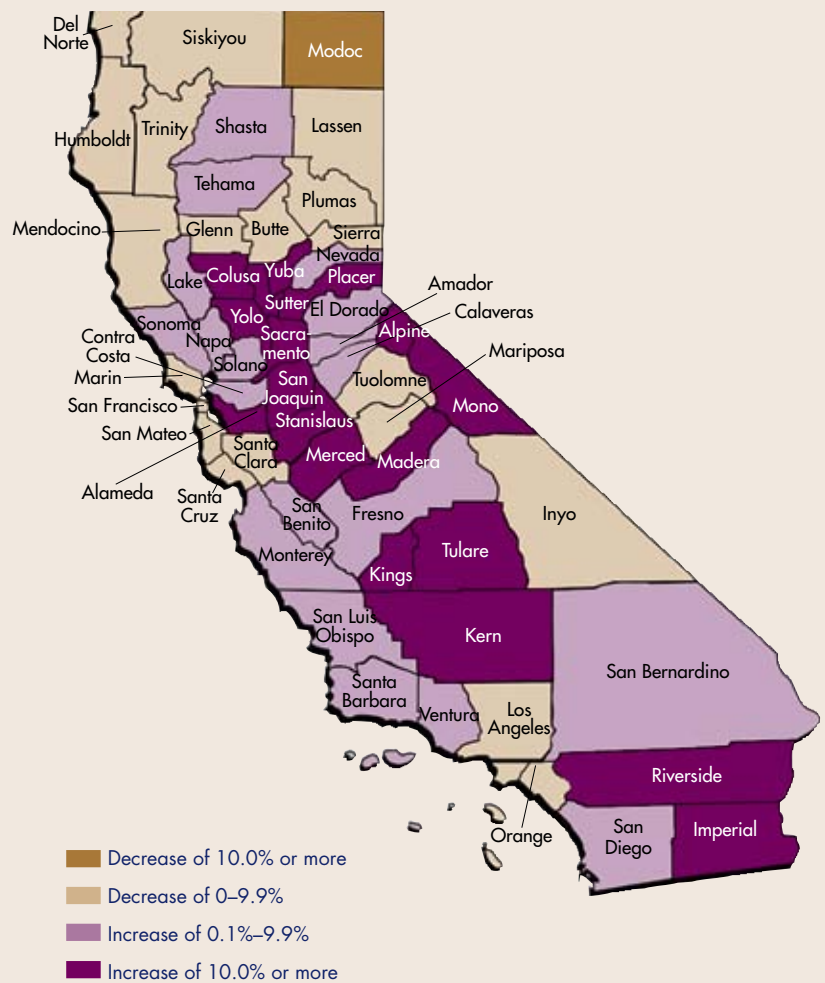 Del
Norte
Siskiyou
Modoc
Humboldt
Trinity
Shasta
Lassen
Tehama
Plumas
Mendocino
Glenn
Butte
Sierra
Nevada
Lake
Colusa
Yuba
Placer
Sutter
El Dorado
Amador
Yolo
Sonoma
Napa
Sacra-
mento
Alpine
Calaveras
Contra
Costa
Solano
Marin
Mariposa
Tuolomne
San Francisco
San
Joaquin
Mono
San Mateo
Stanislaus
Santa
Clara
Merced
Madera
Alameda
Santa
Cruz
San
Benito
Fresno
Inyo
Monterey
Tulare
Kings
San Luis
Obispo
Kern
San Bernardino
Santa
Barbara
Ventura
Los
Angeles
Riverside
Orange
San
Diego
Imperial
Decrease of 10.0% or more
Decrease of 0–9.9%
Increase of 0.1%–9.9%
Increase of 10.0% or more